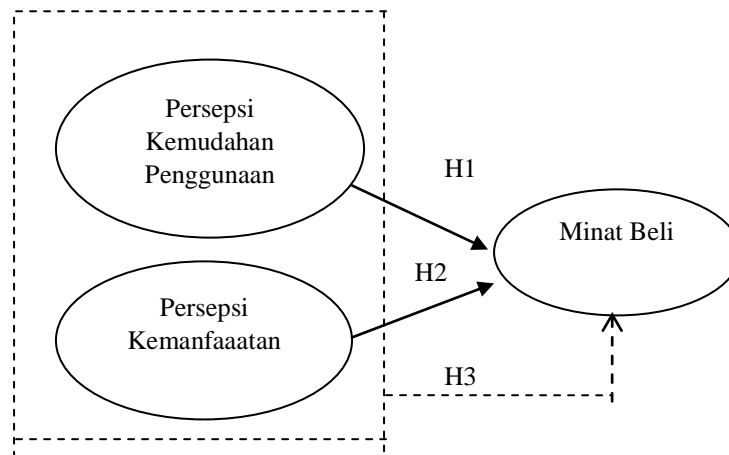 Persepsi
Kemudahan
Penggunaan
H1
Minat Beli
H2
Persepsi
Kemanfaaatan
H3